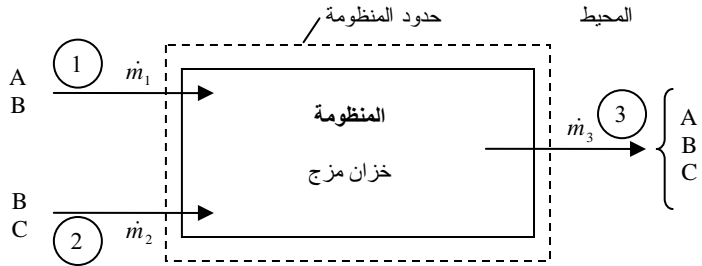 المحيط
حدود المنظومة
1
A
B
ṁ₁
المنظومة
خزان مزج
3
ṁ₃
A
B
C
B
C
2
ṁ₂